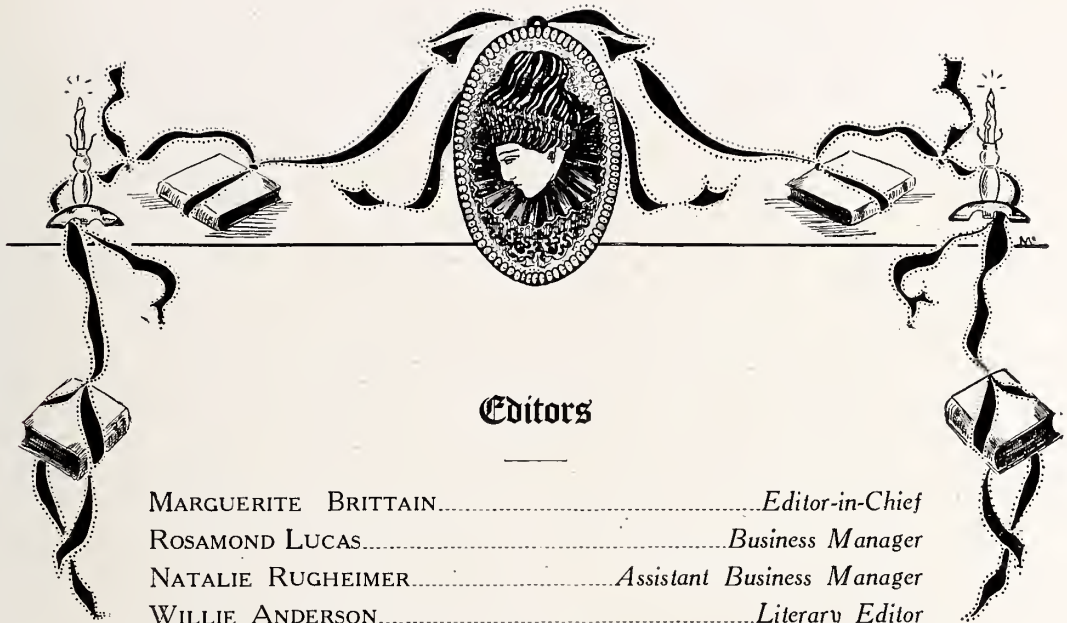 Mc
Editors
MARGUERITE BRITTAIN Editor-in-Chief
ROSAMOND LUCAS Business Manager
NATALIE RUGHEIMER Assistant Business Manager
WILLIE ANDERSON Literary Editor